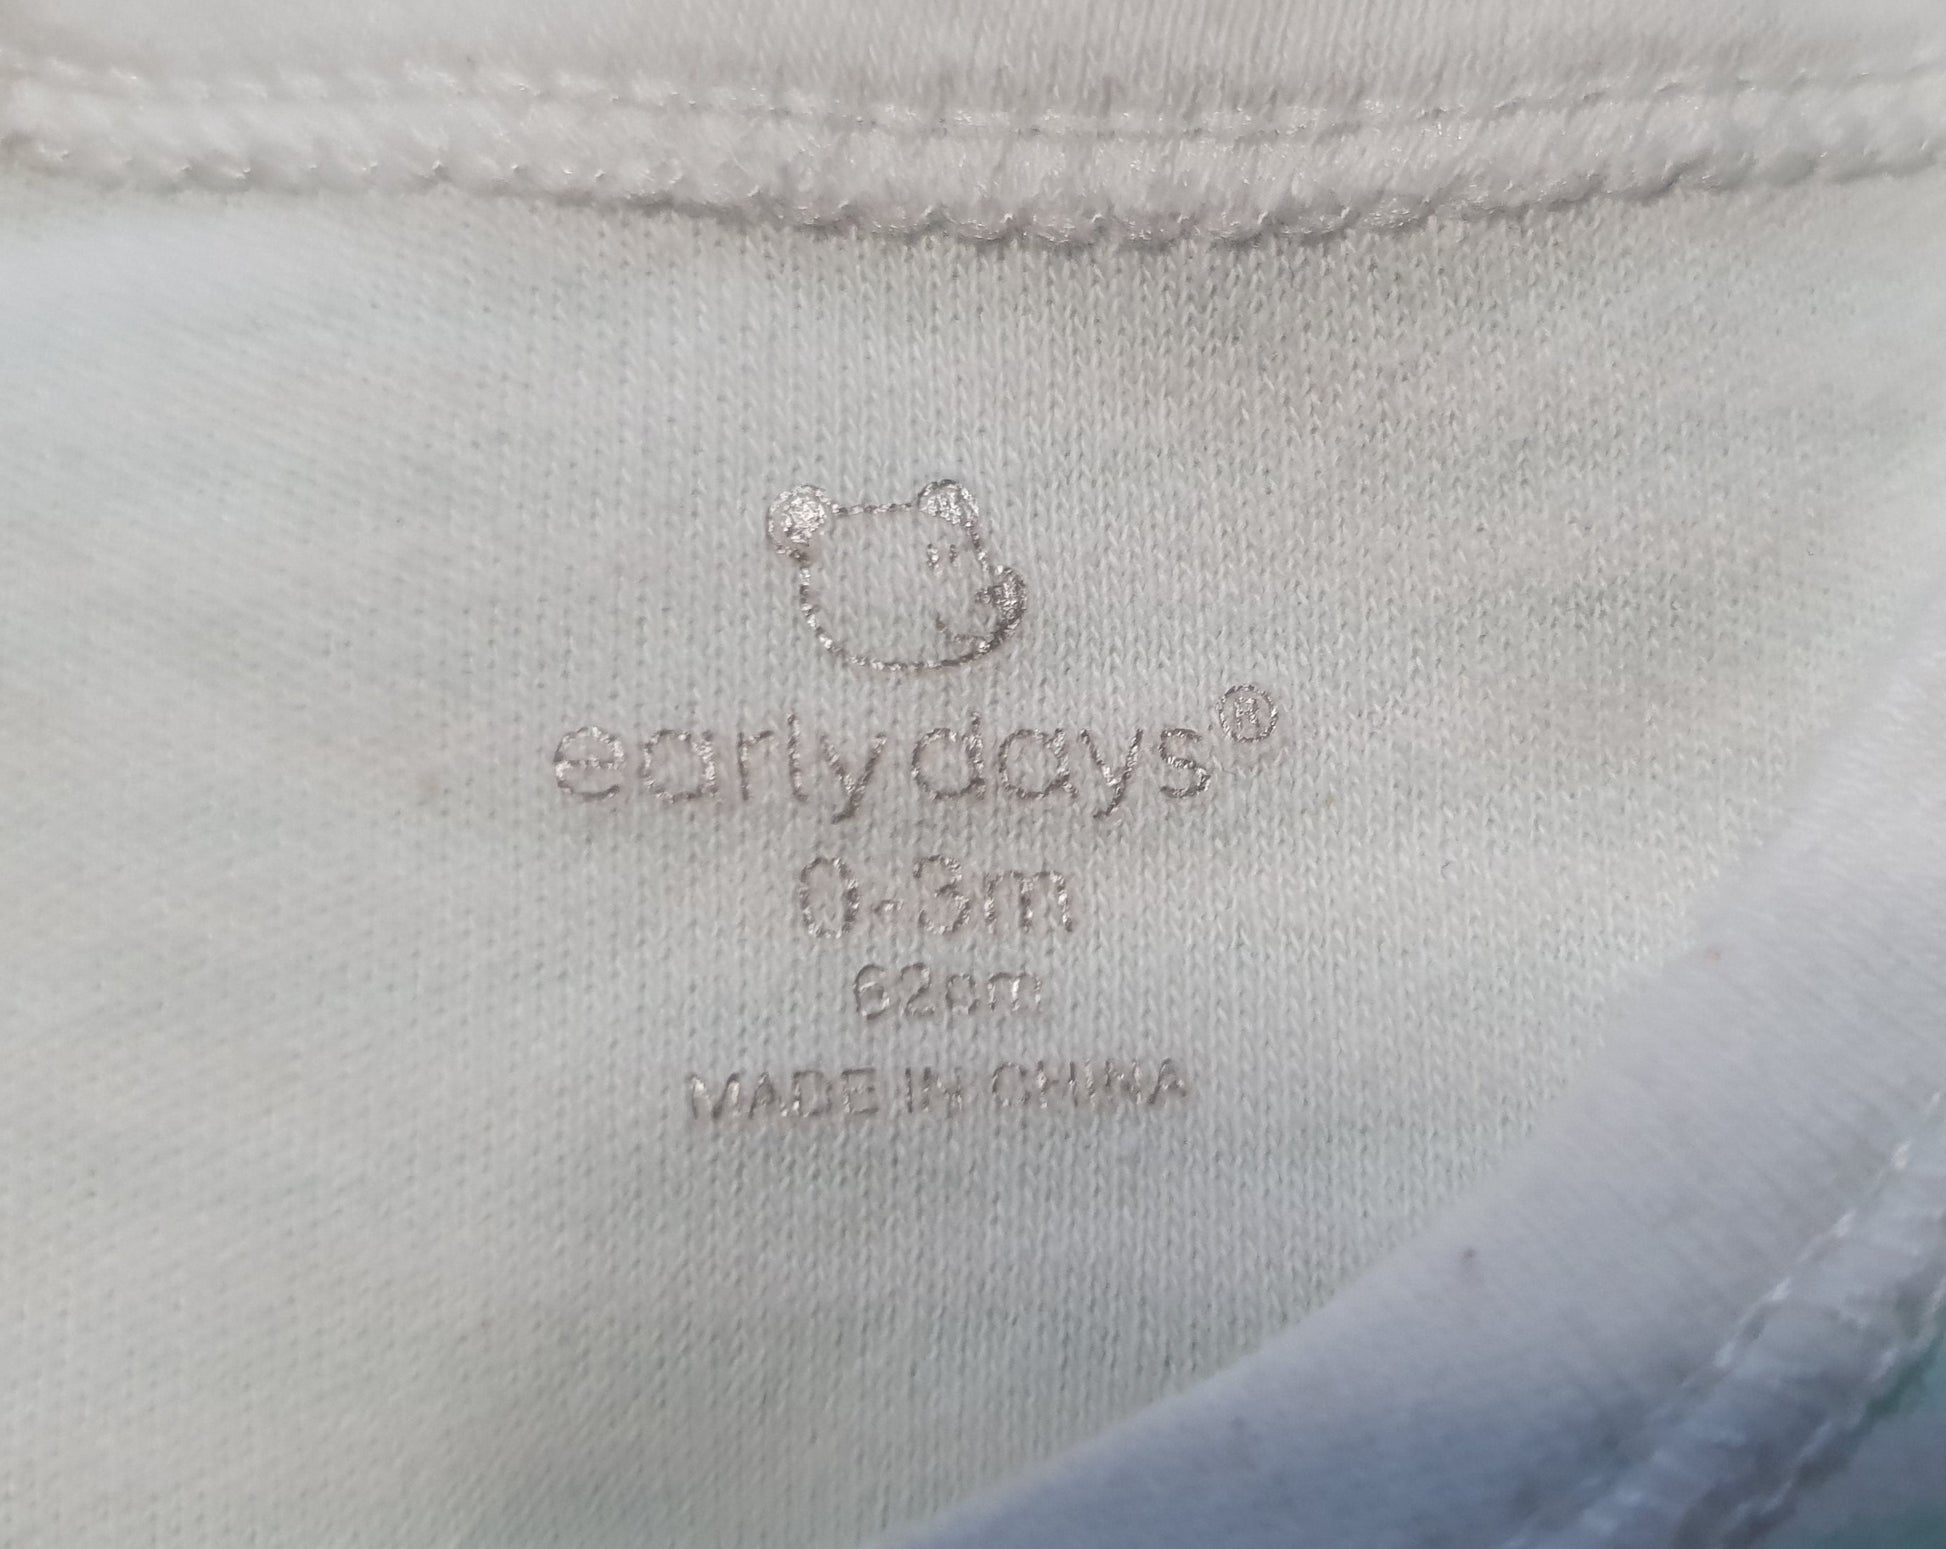 early days®
0-3m
62cm
MADE IN CHINA